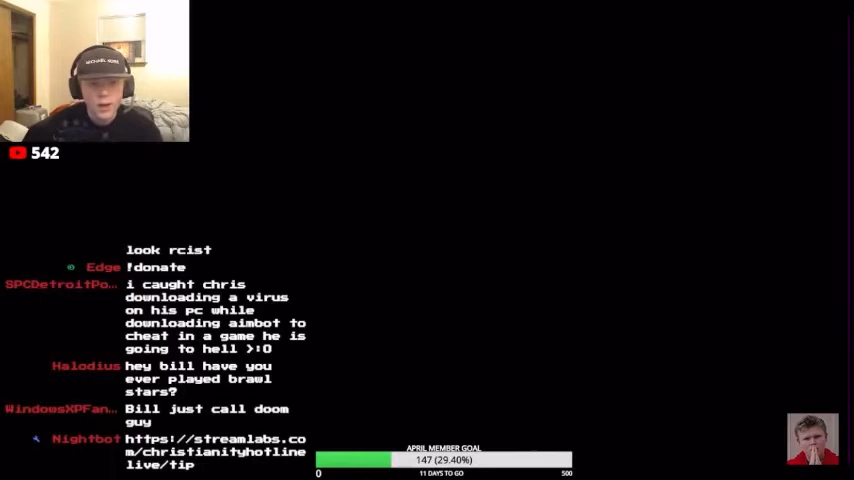 MICHAEL KORS
542
look rcist
Edge !donate
SPCDetroitPo... i caught chris
downloading a virus
on his pc while
downloading aimbot to
cheat in a game he is
going to hell >:O
Halodius hey bill have you
ever played brawl
stars?
WindowsXPFan... Bill just call doom
guy
Nightbot https://streamlabs.co
m/christianityhotline
live/tip
APRIL MEMBER GOAL
147 (29.40%)
0 11 DAYS TO GO 500